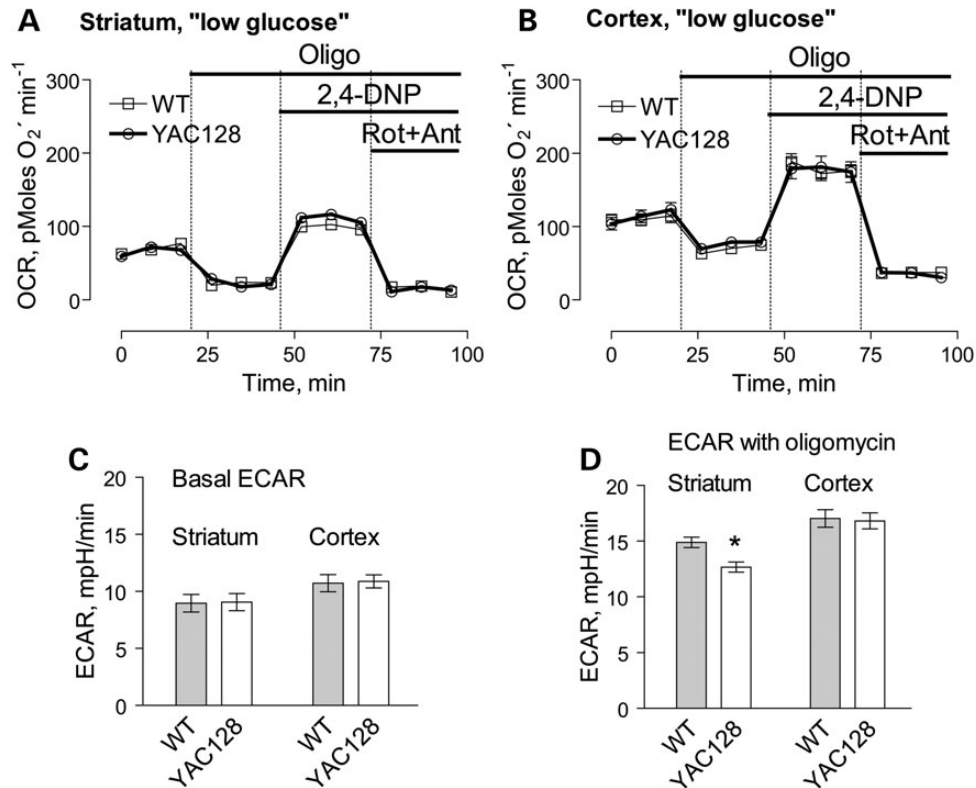 A Striatum, "low glucose"
Oligo
2,4-DNP
Rot+Ant
WT
YAC128
OCR, pMoles O₂´ min⁻¹
300
200
100
0
0 25 50 75 100
Time, min
B Cortex, "low glucose"
Oligo
2,4-DNP
Rot+Ant
WT
YAC128
OCR, pMoles O₂´ min⁻¹
300
200
100
0
0 25 50 75 100
Time, min
C
Basal ECAR
Striatum Cortex
ECAR, mpH/min
20
15
10
5
0
WT YAC128 WT YAC128
D
ECAR with oligomycin
Striatum Cortex
*
ECAR, mpH/min
20
15
10
5
0
WT YAC128 WT YAC128